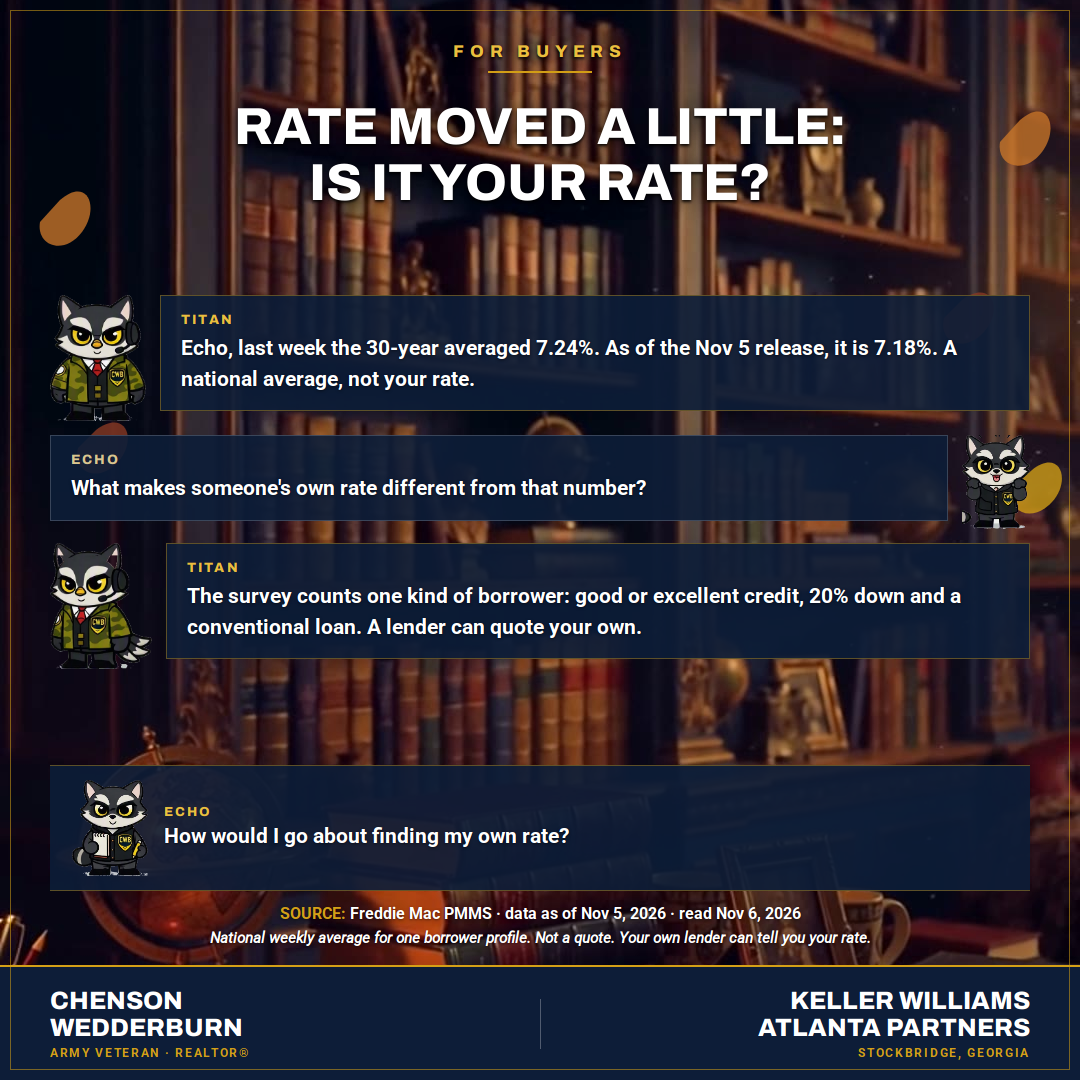 FOR BUYERS
RATE MOVED A LITTLE:
IS IT YOUR RATE?
TITAN
Echo, last week the 30-year averaged 7.24%. As of the Nov 5 release, it is 7.18%. A
national average, not your rate.
CWB
ECHO
What makes someone's own rate different from that number?
CWB
TITAN
The survey counts one kind of borrower: good or excellent credit, 20% down and a
conventional loan. A lender can quote your own.
CWB
ECHO
How would I go about finding my own rate?
CWB
SOURCE: Freddie Mac PMMS · data as of Nov 5, 2026 · read Nov 6, 2026
National weekly average for one borrower profile. Not a quote. Your own lender can tell you your rate.
CHENSON
WEDDERBURN
ARMY VETERAN · REALTOR®
KELLER WILLIAMS
ATLANTA PARTNERS
STOCKBRIDGE, GEORGIA